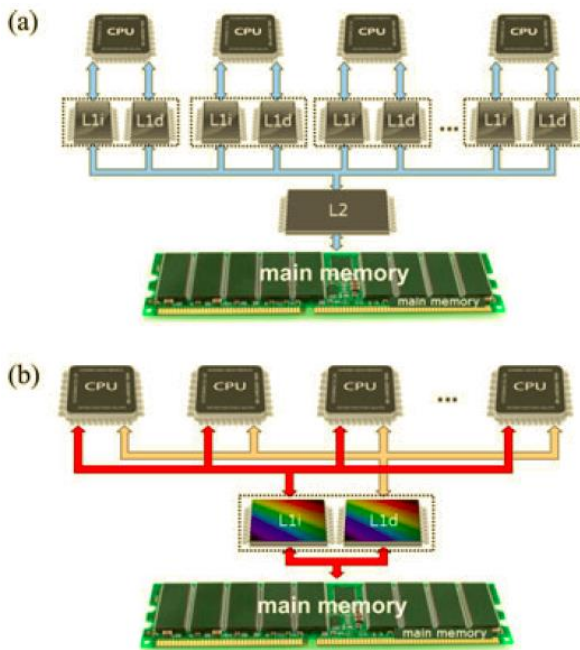 (a)
CPU CPU CPU CPU
L1i L1d L1i L1d L1i L1d ... L1i L1d
L2
main memory
main memory
(b)
CPU CPU CPU ... CPU
L1i L1d
main memory
main memory